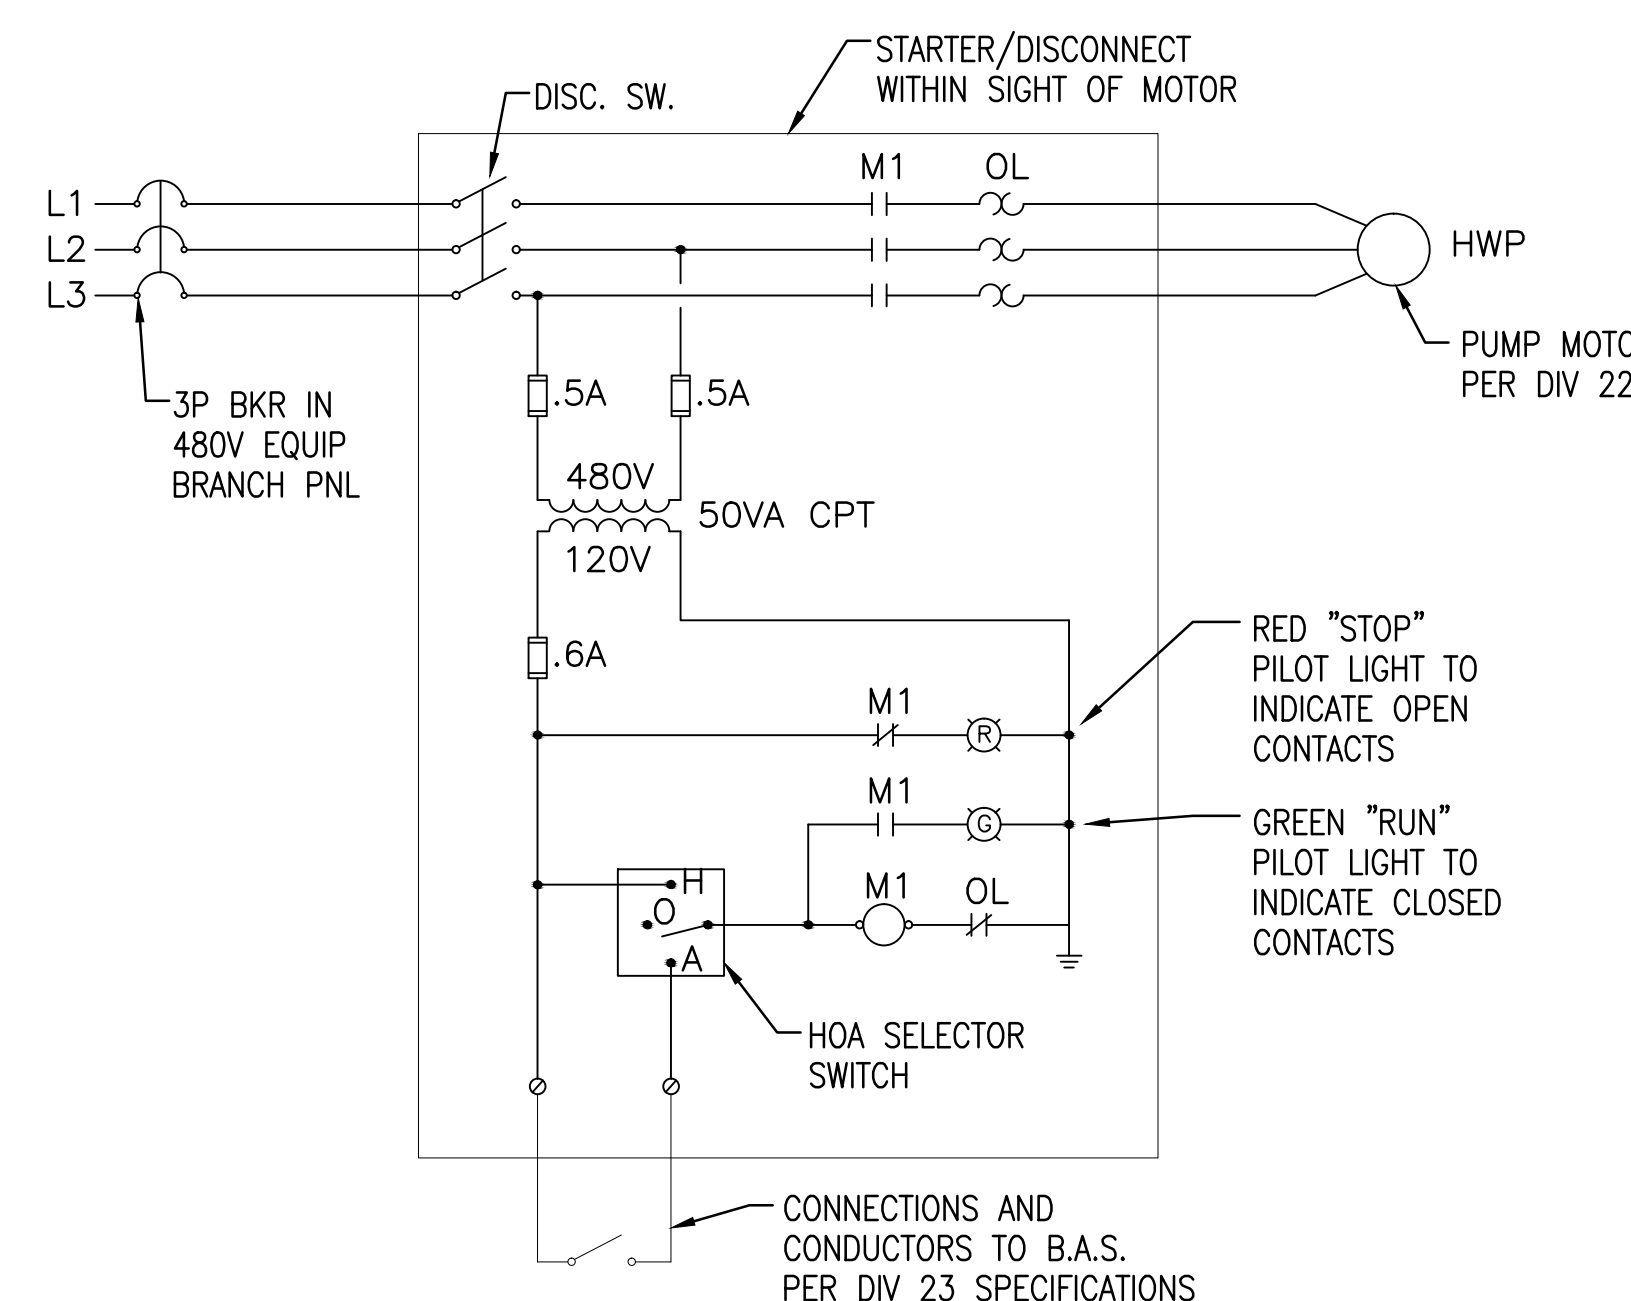 STARTER/DISCONNECT
WITHIN SIGHT OF MOTOR
DISC. SW.
M1
OL
L1
L2
L3
HWP
PUMP
PER DIV 22
3P BKR IN
480V EQUIP
BRANCH PNL
.5A
.5A
480V
50VA CPT
120V
.6A
RED "STOP"
PILOT LIGHT TO
INDICATE OPEN
CONTACTS
M1
R
M1
G
GREEN "RUN"
PILOT LIGHT TO
INDICATE CLOSED
CONTACTS
H
O
A
M1
OL
HOA SELECTOR
SWITCH
CONNECTIONS AND
CONDUCTORS TO B.A.S.
PER DIV 23 SPECIFICATIONS